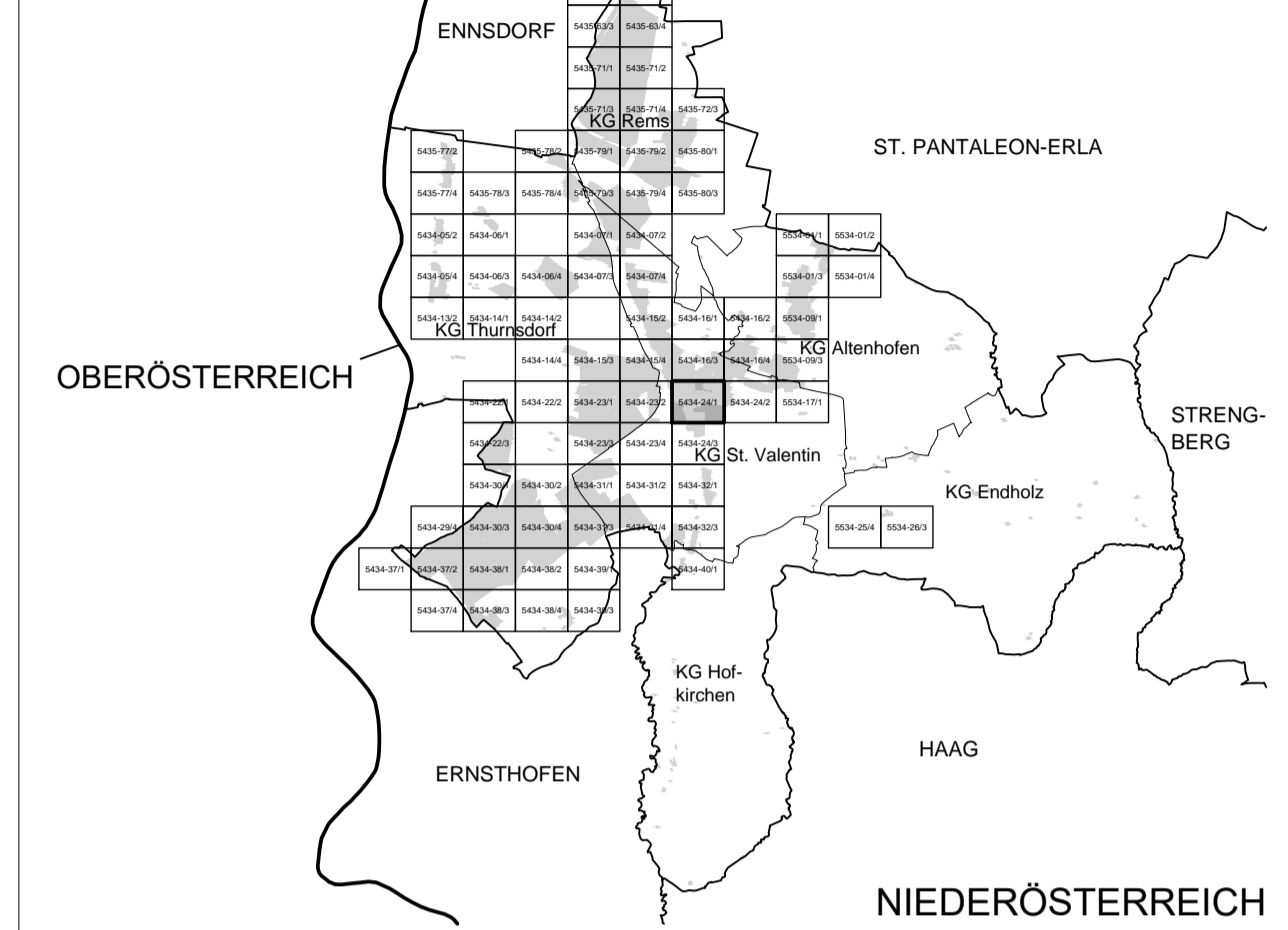 ENNSDORF
5435-63/3 5435-63/4
5435-71/1 5435-71/2
5435-71/3 5435-71/4 5435-72/3
KG Rems
ST. PANTALEON-ERLA
5435-77/2 5435-78/2 5435-79/1 5435-79/2 5435-80/1
5435-77/4 5435-78/3 5435-78/4 5435-79/3 5435-79/4 5435-80/3
5434-05/2 5434-06/1 5434-07/1 5434-07/2 5534-01/1 5534-01/2
5434-05/4 5434-06/3 5434-06/4 5434-07/3 5434-07/4 5534-01/3 5534-01/4
5434-13/2 5434-14/1 5434-14/2 5434-15/2 5434-16/1 5434-16/2 5534-09/1
KG Thurnsdorf
KG Altenhofen
5434-14/4 5434-15/3 5434-15/4 5434-16/3 5434-16/4 5534-09/3
OBERÖSTERREICH
5434-22/1 5434-22/2 5434-23/1 5434-23/2 5434-24/1 5434-24/2 5534-17/1
STRENG-
BERG
5434-22/3 5434-23/3 5434-23/4 5434-24/3
KG St. Valentin
5434-30/1 5434-30/2 5434-31/1 5434-31/2 5434-32/1
KG Endholz
5434-29/4 5434-30/3 5434-30/4 5434-31/3 5434-31/4 5434-32/3 5534-25/4 5534-26/3
5434-37/1 5434-37/2 5434-38/1 5434-38/2 5434-39/1 5434-40/1
5434-37/4 5434-38/3 5434-38/4 5434-39/3
KG Hof-
kirchen
HAAG
ERNSTHOFEN
NIEDERÖSTERREICH